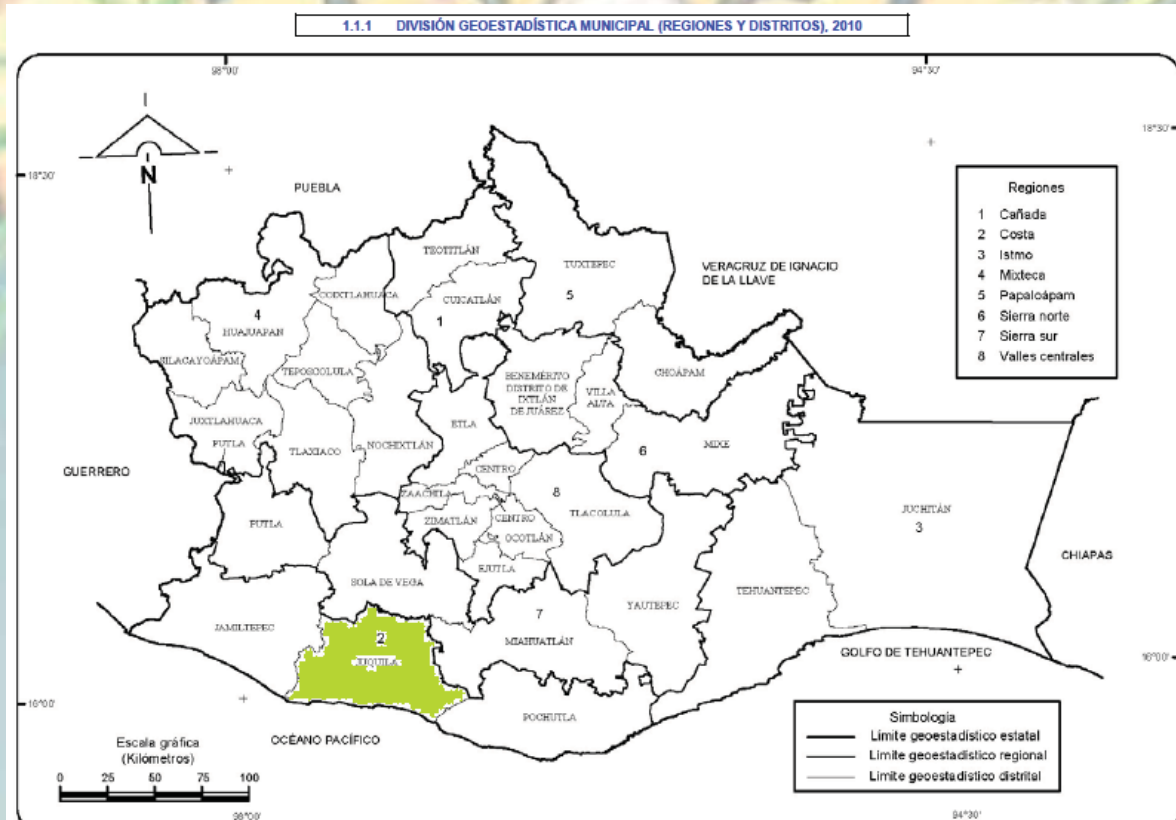 1.1.1 DIVISIÓN GEOESTADÍSTICA MUNICIPAL (REGIONES Y DISTRITOS), 2010
98°00'
94°30'
18°30'
18°30'
N
PUEBLA
VERACRUZ DE IGNACIO
DE LA LLAVE
GUERRERO
CHIAPAS
Regiones
1 Cañada
2 Costa
3 Istmo
4 Mixteca
5 Papaloápam
6 Sierra norte
7 Sierra sur
8 Valles centrales
TEOTITLÁN
TUXTEPEC
5
COIXTLAHUACA
CUICATLÁN
1
4
HUAJUAPAN
SILACAYOÁPAM
TEPOSCOLULA
BENEMÉRITO
DISTRITO DE
IXTLÁN
DE JUÁREZ
VILLA
ALTA
CHOÁPAM
JUXTLAHUACA
PUTLA
TLAXIACO
NOCHIXTLÁN
ETLA
MIXE
6
CENTRO
ZAACHILA
8
TLACOLULA
ZIMATLÁN
CENTRO
OCOTLÁN
EJUTLA
JUCHITÁN
3
PUTLA
SOLA DE VEGA
YAUTEPEC
TEHUANTEPEC
JAMILTEPEC
7
MIAHUATLÁN
2
JUQUILA
POCHUTLA
GOLFO DE TEHUANTEPEC
16°00'
16°00'
OCÉANO PACÍFICO
Escala gráfica
(Kilómetros)
0 25 50 75 100
Simbología
Límite geoestadístico estatal
Límite geoestadístico regional
Límite geoestadístico distrital
98°00'
94°30'